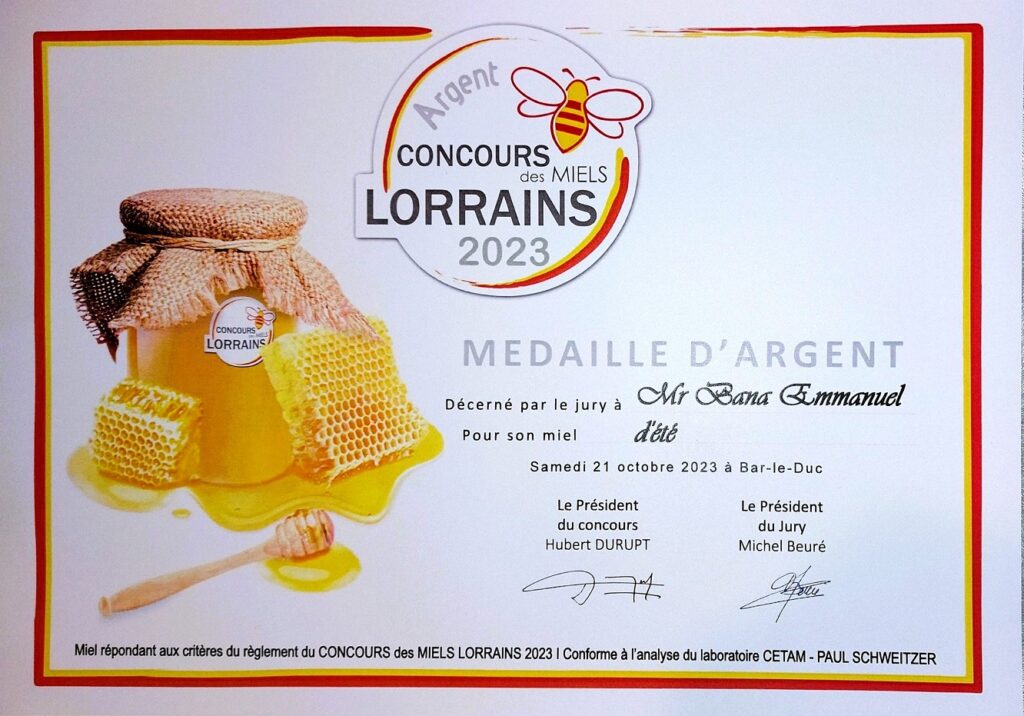 Argent
CONCOURS
des MIELS
LORRAINS
2023
CONCOURS
des MIELS
LORRAINS
MEDAILLE D'ARGENT
Décerné par le jury à Mr Bana Emmanuel
Pour son miel d'été
Samedi 21 octobre 2023 à Bar-le-Duc
Le Président Le Président
du concours du Jury
Hubert DURUPT Michel Beuré
Miel répondant aux critères du règlement du CONCOURS des MIELS LORRAINS 2023 I Conforme à l'analyse du laboratoire CETAM - PAUL SCHWEITZER